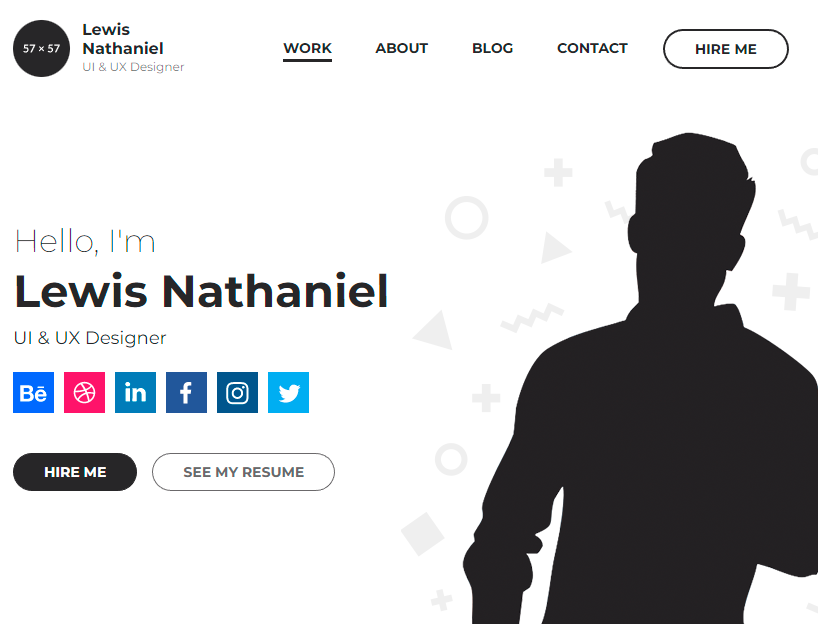 57 × 57
Lewis
Nathaniel
UI & UX Designer
WORK
ABOUT
BLOG
CONTACT
HIRE ME
Hello, I'm
Lewis Nathaniel
UI & UX Designer
Bē
in
f
HIRE ME
SEE MY RESUME